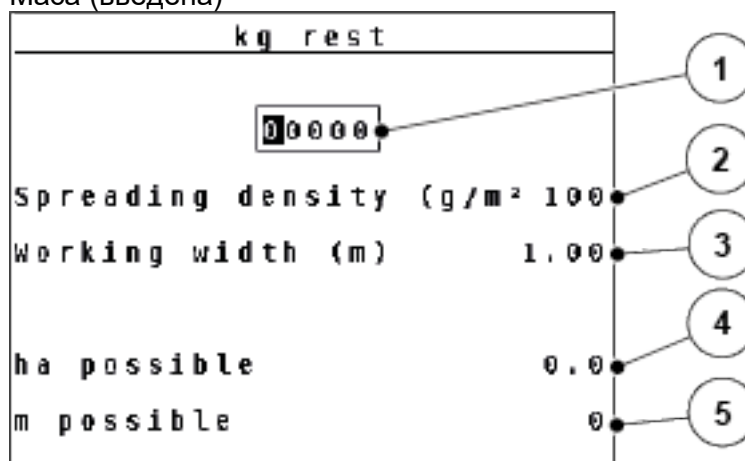 Маса (введена)
kg rest
1
00000
2
Spreading density (g/m² 100
Working width (m) 1.00
3
4
ha possible 0.0
m possible 0
5